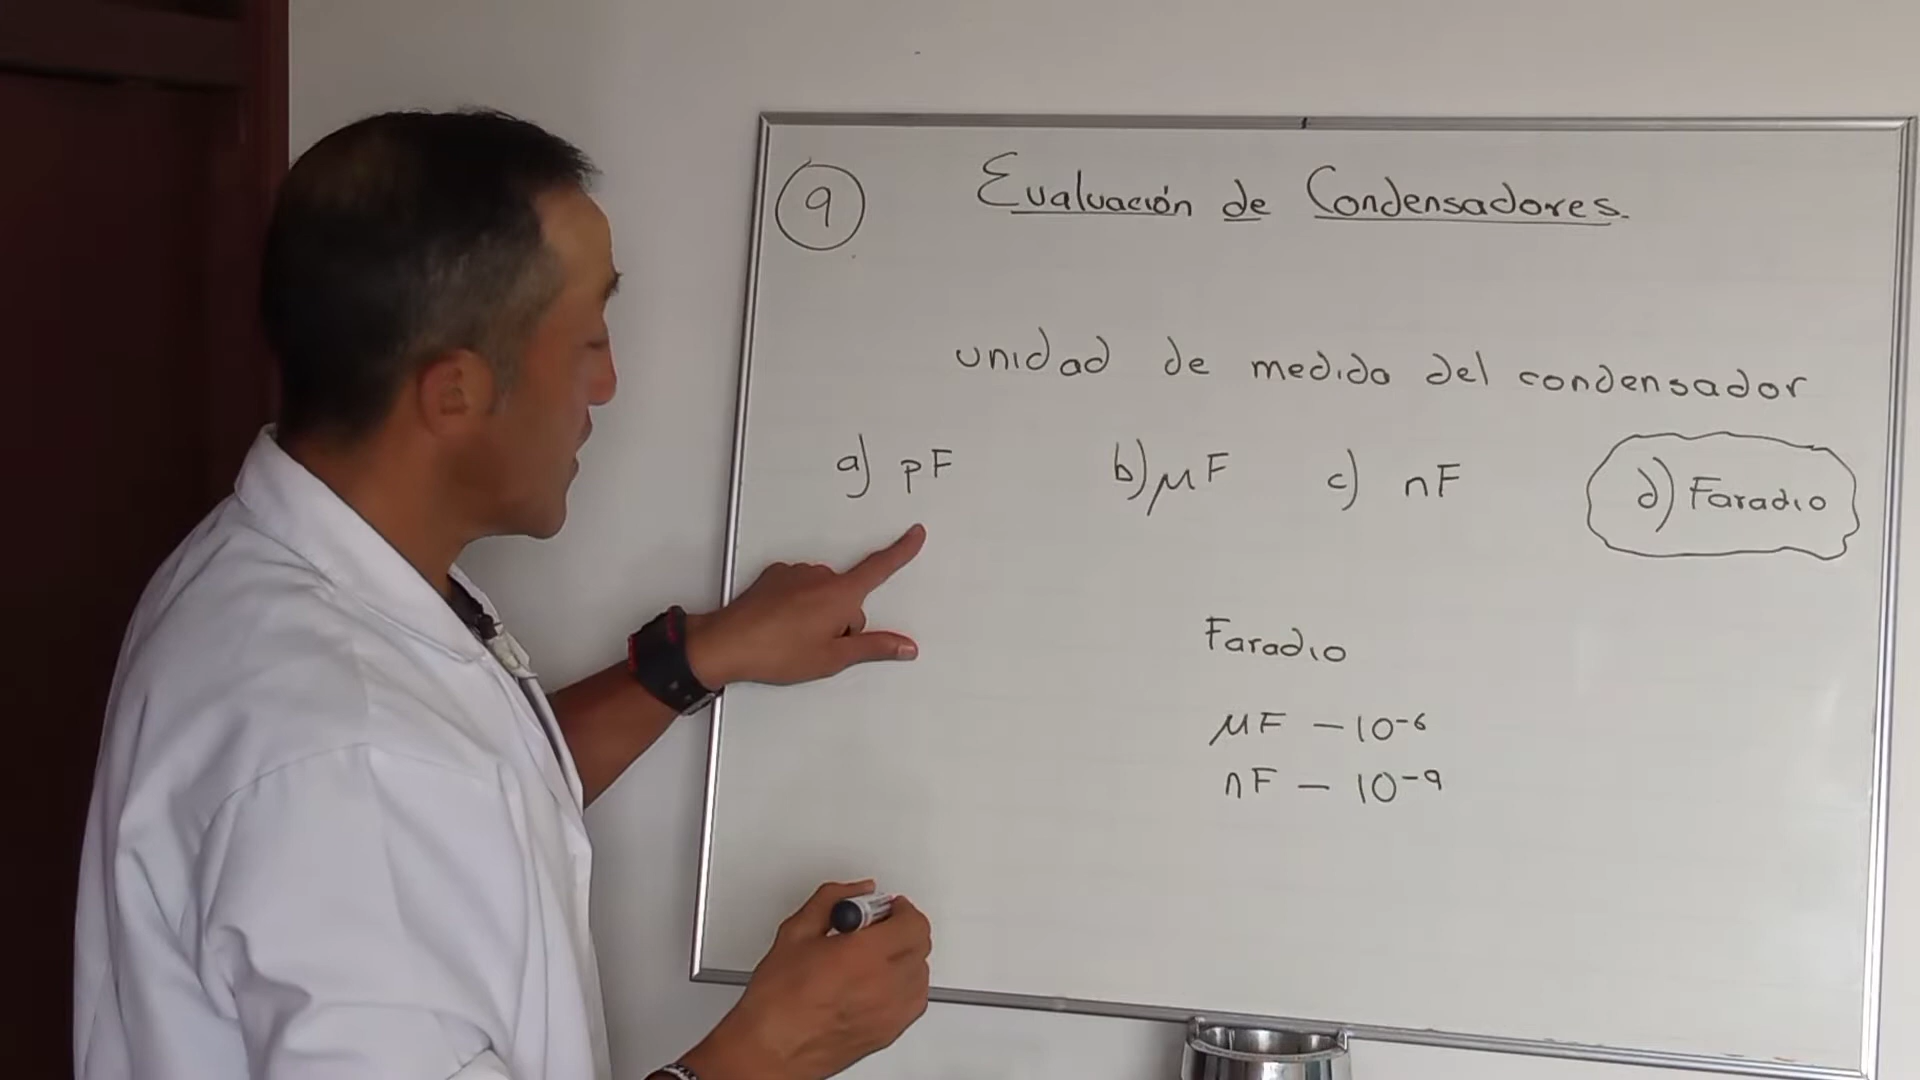 9 Evaluación de Condensadores.
unidad de medida del condensador
a) pF b) μF c) nF d) Faradio
Faradio
μF – 10⁻⁶
nF – 10⁻⁹